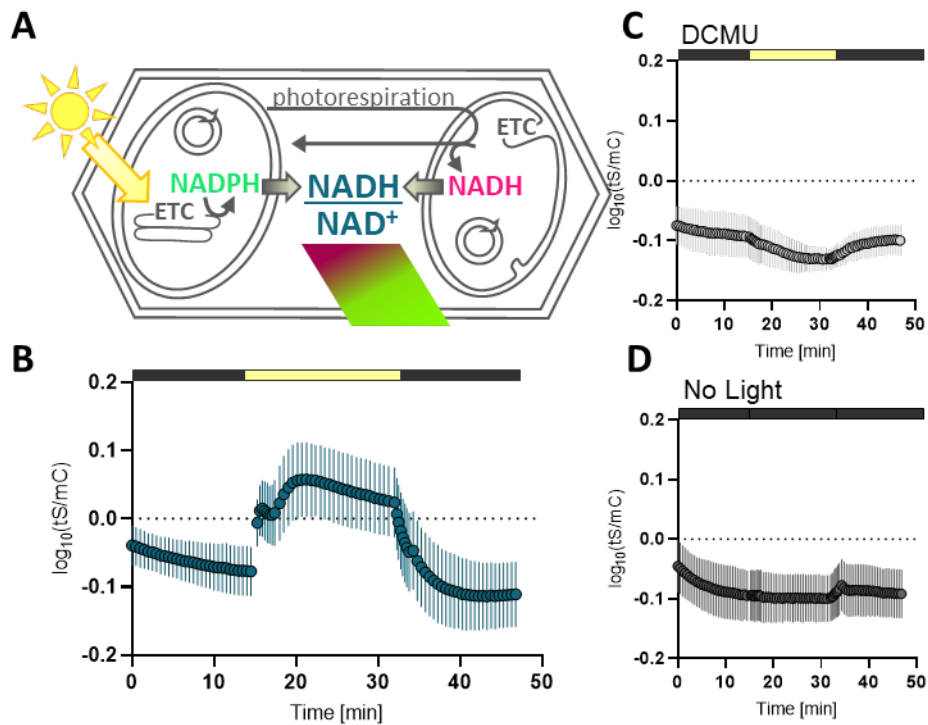 A
photorespiration
ETC
NADPH
ETC
NADH
NAD+
NADH
B
0.2
0.1
0.0
-0.1
-0.2
log10(tS/mC)
0 10 20 30 40 50
Time [min]
C
DCMU
0.2
0.1
0.0
-0.1
-0.2
log10(tS/mC)
0 10 20 30 40 50
Time [min]
D
No Light
0.2
0.1
0.0
-0.1
-0.2
log10(tS/mC)
0 10 20 30 40 50
Time [min]